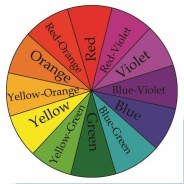 Red
Red-Violet
Violet
Blue-Violet
Blue
Blue-Green
Green
Yellow-Green
Yellow
Yellow-Orange
Orange
Red-Orange